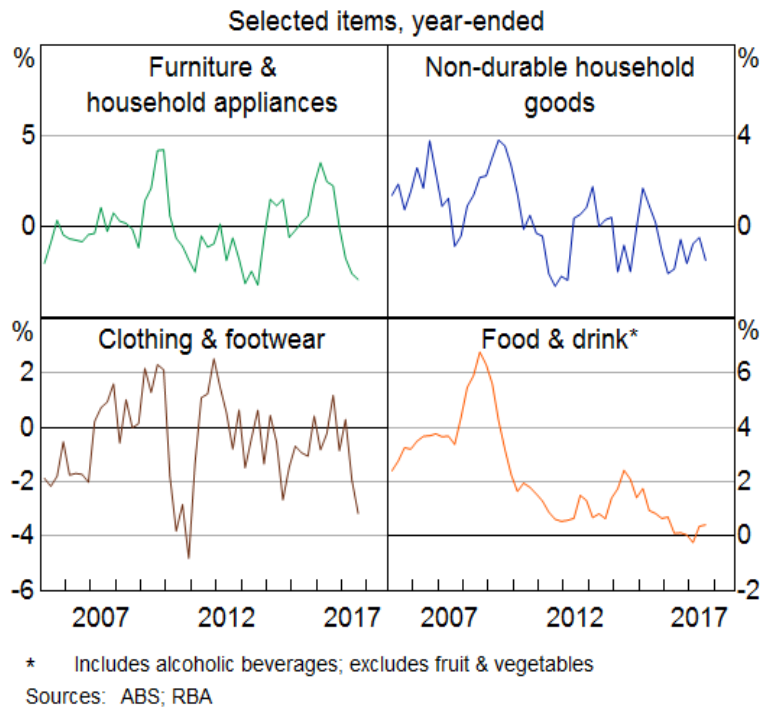 Selected items, year-ended
% %
Furniture &
household appliances
Non-durable household
goods
5 4
0 0
% %
Clothing & footwear
Food & drink*
2 6
0 4
-2 2
-4 0
-6 -2
2007 2012 2017 2007 2012 2017
* Includes alcoholic beverages; excludes fruit & vegetables
Sources: ABS; RBA